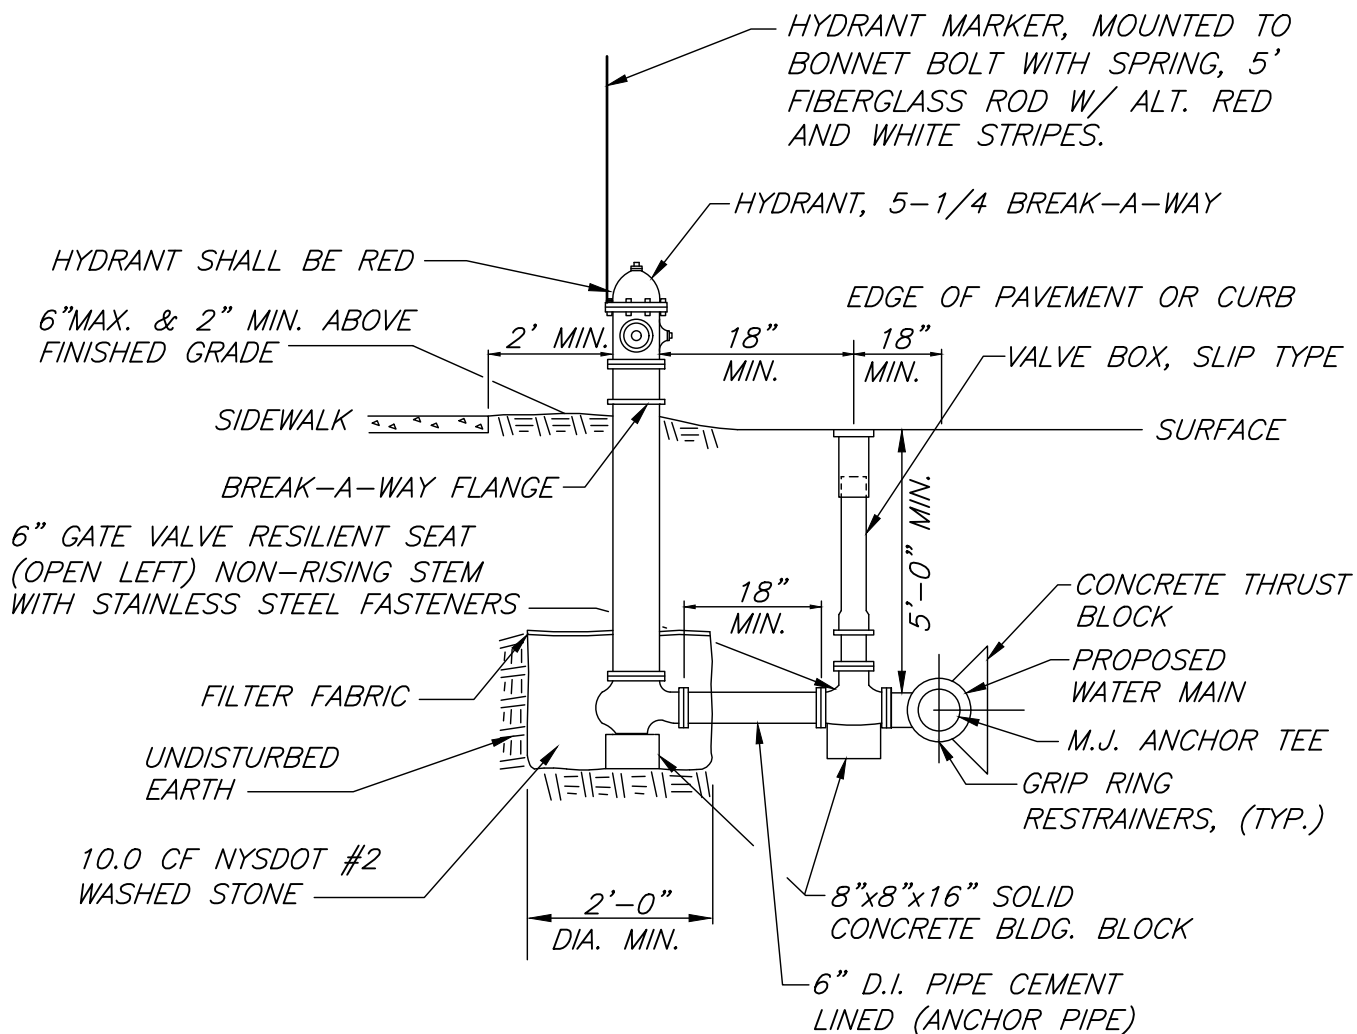 HYDRANT MARKER, MOUNTED TO
BONNET BOLT WITH SPRING, 5'
FIBERGLASS ROD W/ ALT. RED
AND WHITE STRIPES.
HYDRANT, 5-1/4 BREAK-A-WAY
HYDRANT SHALL BE RED
EDGE OF PAVEMENT OR CURB
6"MAX. & 2" MIN. ABOVE
FINISHED GRADE
2' MIN.
18"
MIN.
18"
MIN.
VALVE BOX, SLIP TYPE
SIDEWALK
SURFACE
BREAK-A-WAY FLANGE
5'-0" MIN.
6" GATE VALVE RESILIENT SEAT
(OPEN LEFT) NON-RISING STEM
WITH STAINLESS STEEL FASTENERS
18"
MIN.
CONCRETE THRUST
BLOCK
PROPOSED
WATER MAIN
FILTER FABRIC
M.J. ANCHOR TEE
UNDISTURBED
EARTH
GRIP RING
RESTRAINERS, (TYP.)
10.0 CF NYSDOT #2
WASHED STONE
2'-0"
DIA. MIN.
8"x8"x16" SOLID
CONCRETE BLDG. BLOCK
6" D.I. PIPE CEMENT
LINED (ANCHOR PIPE)